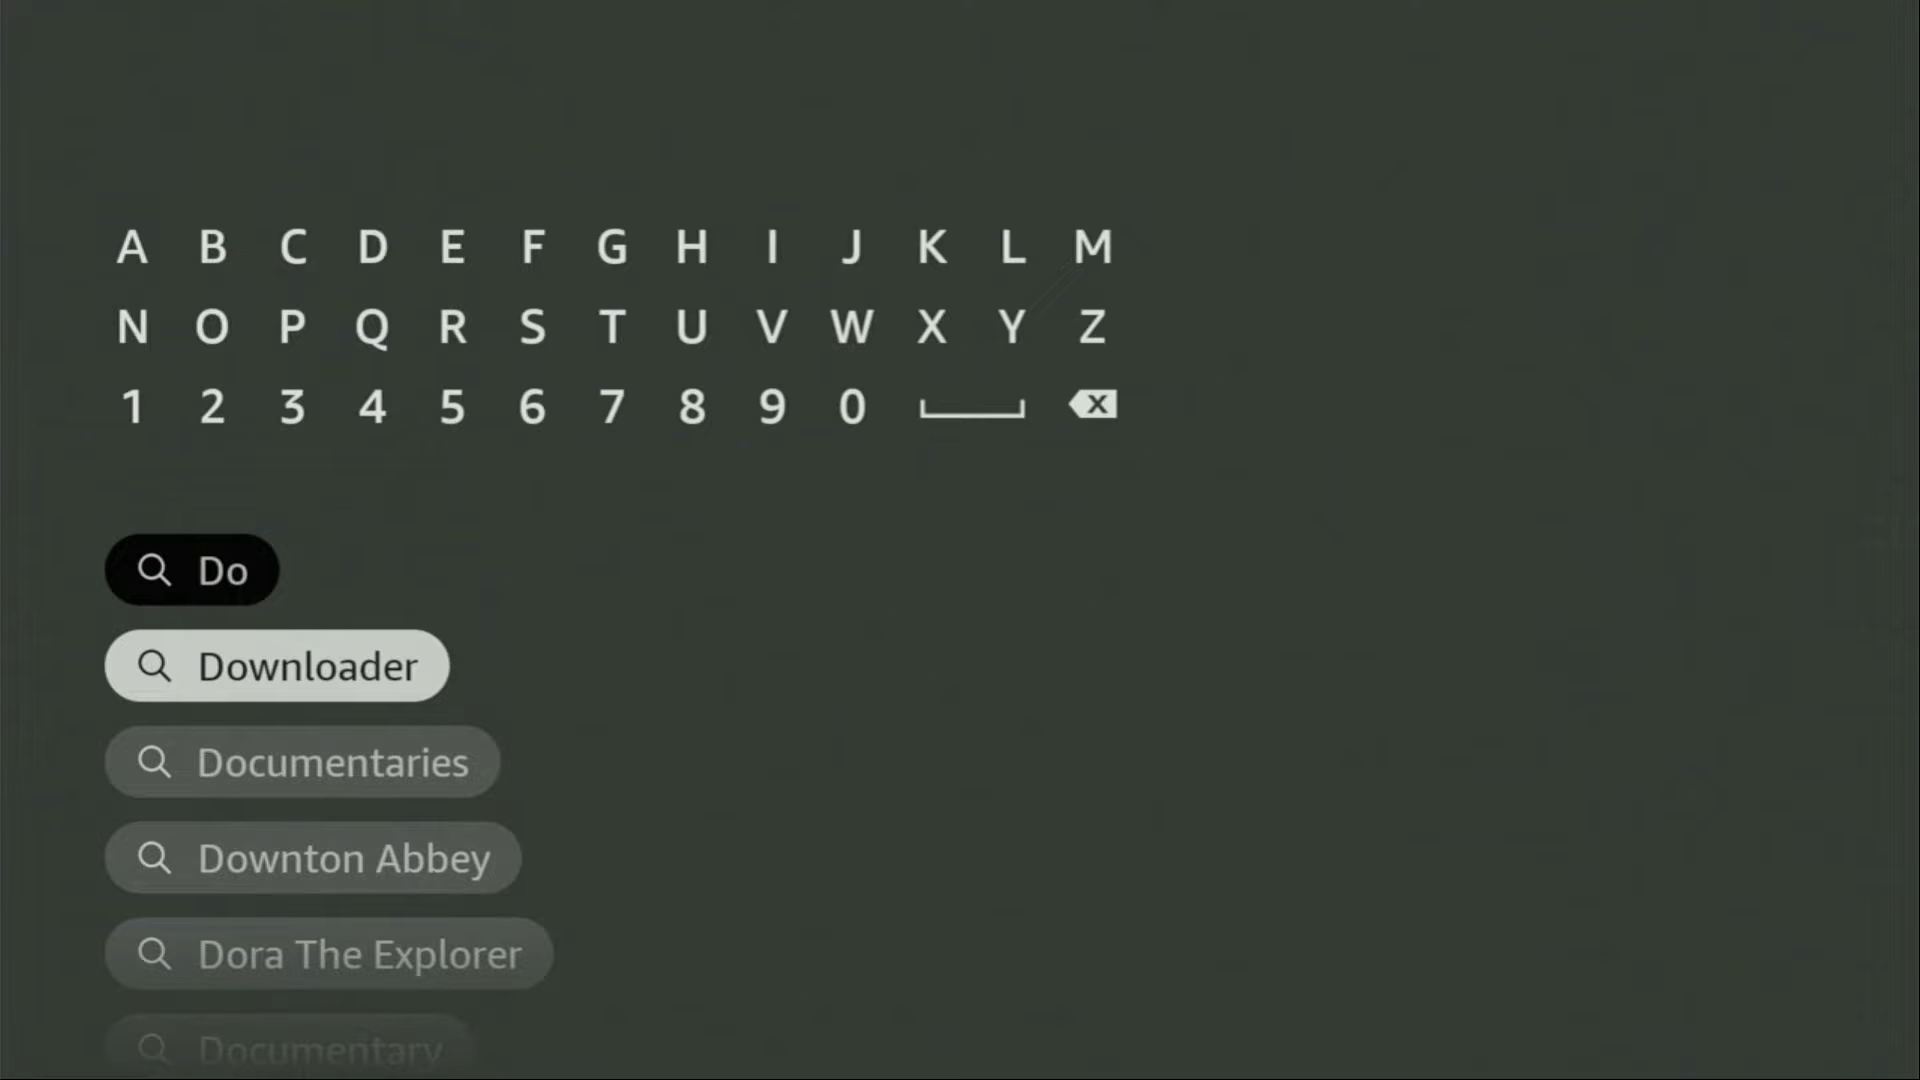 A B C D E F G H I J K L M
N O P Q R S T U V W X Y Z
1 2 3 4 5 6 7 8 9 0
Do
Downloader
Documentaries
Downton Abbey
Dora The Explorer
Documentary